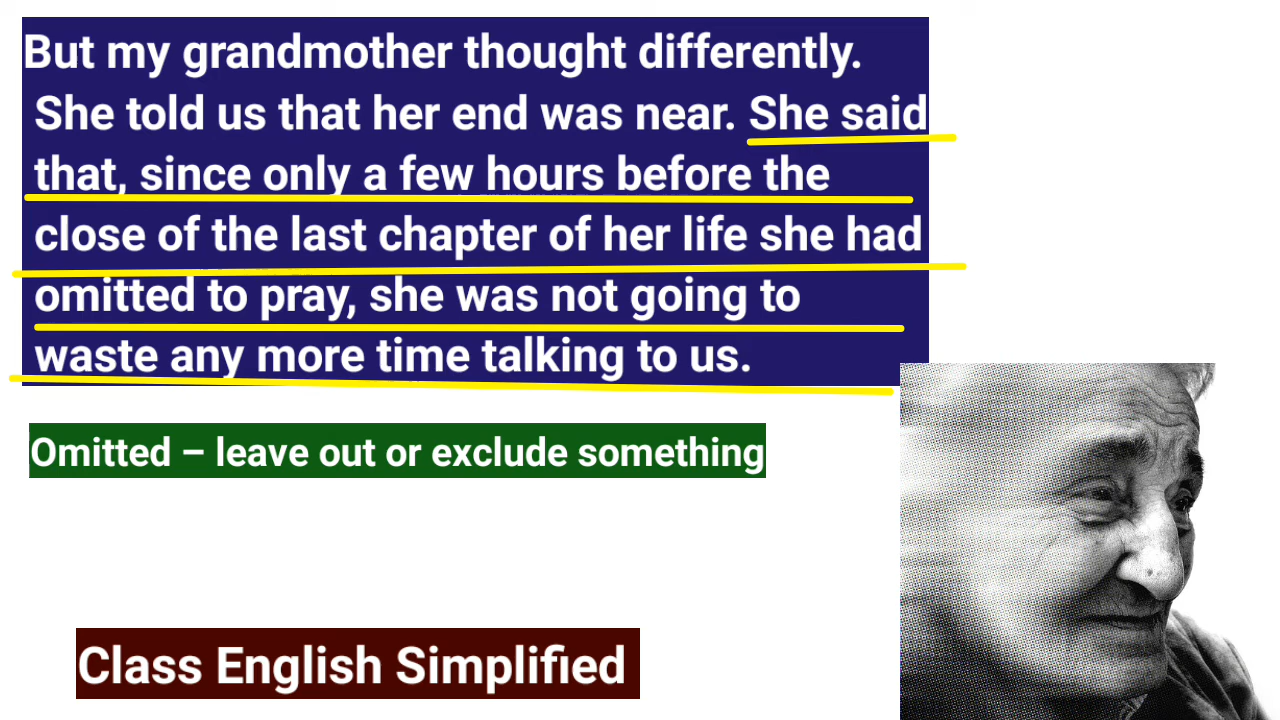 But my grandmother thought differently.
She told us that her end was near. She said
that, since only a few hours before the
close of the last chapter of her life she had
omitted to pray, she was not going to
waste any more time talking to us.
Omitted – leave out or exclude something
Class English Simplified